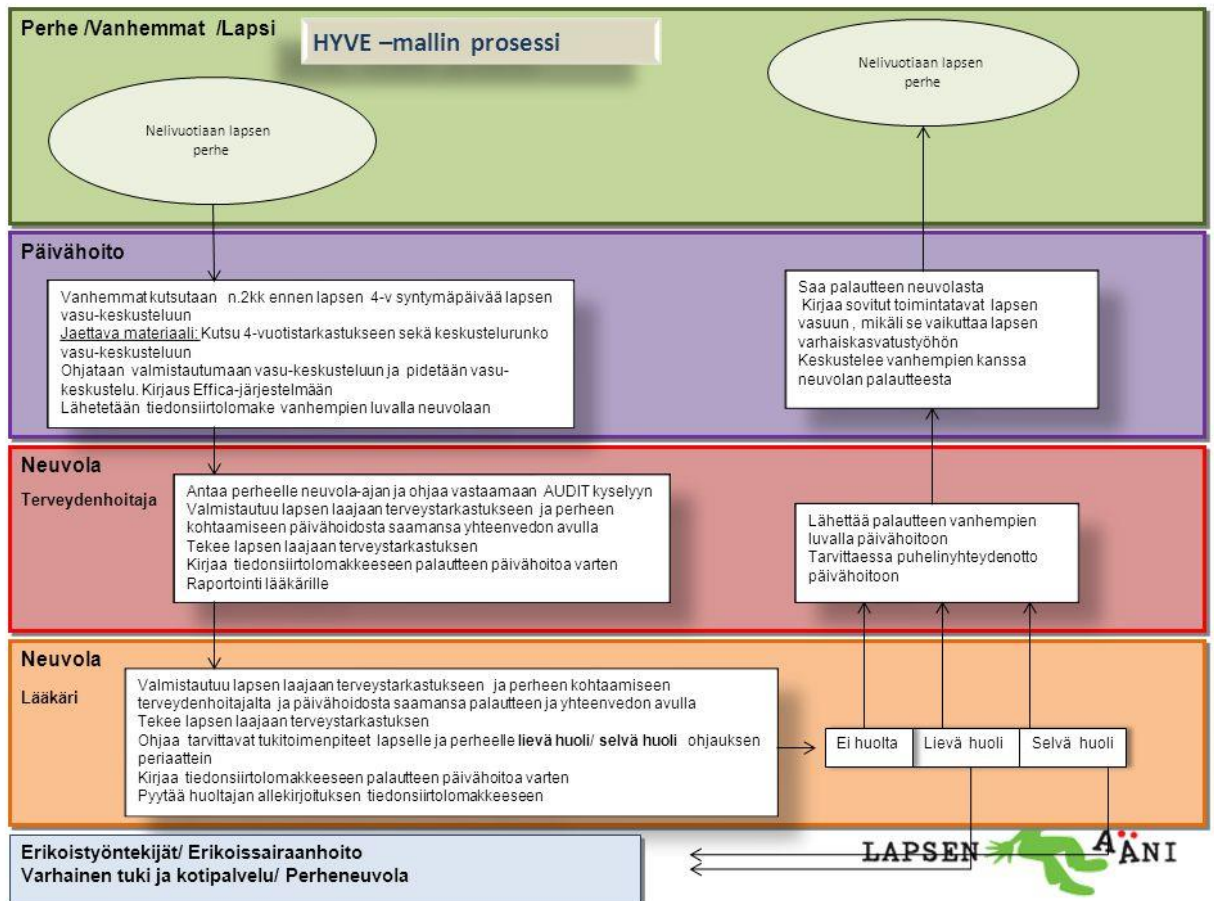 Perhe /Vanhemmat /Lapsi
HYVE –mallin prosessi
Nelivuotiaan lapsen
perhe
Nelivuotiaan lapsen
perhe
Päivähoito
Vanhemmat kutsutaan n.2kk ennen lapsen 4-v syntymäpäivää lapsen
vasu-keskusteluun
Jaettava materiaali: Kutsu 4-vuotistarkastukseen sekä keskustelurunko
vasu-keskusteluun
Ohjataan valmistautumaan vasu-keskusteluun ja pidetään vasu-
keskustelu. Kirjaus Effica-järjestelmään
Lähetetään tiedonsiirtolomake vanhempien luvalla neuvolaan
Saa palautteen neuvolasta
Kirjaa sovitut toimintatavat lapsen
vasuun , mikäli se vaikuttaa lapsen
varhaiskasvatustyöhön
Keskustelee vanhempien kanssa
neuvolan palautteesta
Neuvola
Terveydenhoitaja
Antaa perheelle neuvola-ajan ja ohjaa vastaamaan AUDIT kyselyyn
Valmistautuu lapsen laajaan terveystarkastukseen ja perheen
kohtaamiseen päivähoidosta saamansa yhteenvedon avulla
Tekee lapsen laajaan terveystarkastuksen
Kirjaa tiedonsiirtolomakkeeseen palautteen päivähoitoa varten
Raportointi lääkärille
Lähettää palautteen vanhempien
luvalla päivähoitoon
Tarvittaessa puhelinyhteydenotto
päivähoitoon
Neuvola
Lääkäri
Valmistautuu lapsen laajaan terveystarkastukseen ja perheen kohtaamiseen
terveydenhoitajalta ja päivähoidosta saamansa palautteen ja yhteenvedon avulla
Tekee lapsen laajaan terveystarkastuksen
Ohjaa tarvittavat tukitoimenpiteet lapselle ja perheelle lievä huoli/ selvä huoli ohjauksen
periaattein
Kirjaa tiedonsiirtolomakkeeseen palautteen päivähoitoa varten
Pyytää huoltajan allekirjoituksen tiedonsiirtolomakkeeseen
Ei huolta Lievä huoli Selvä huoli
Erikoistyöntekijät/ Erikoissairaanhoito
Varhainen tuki ja kotipalvelu/ Perheneuvola
LAPSEN ÄÄNI